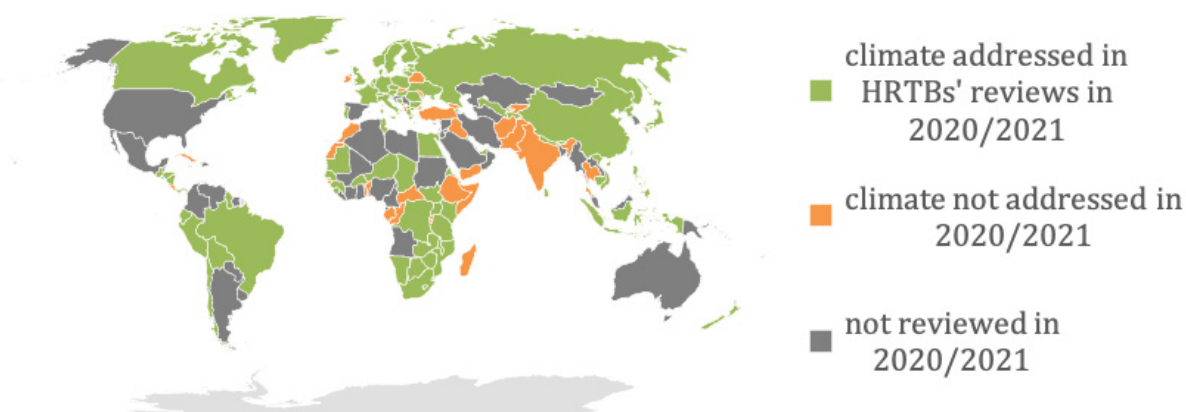 climate addressed in
HRTBs' reviews in
2020/2021
climate not addressed in
2020/2021
not reviewed in
2020/2021